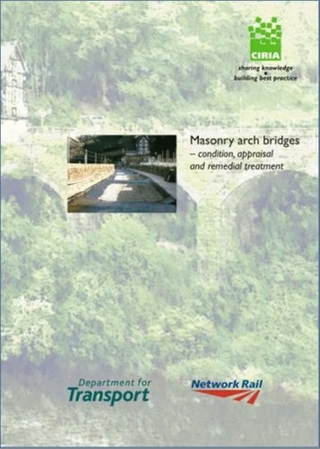 CIRIA
sharing knowledge
building best practice
Masonry arch bridges
– condition, appraisal
and remedial treatment
Department for
Transport
Network Rail